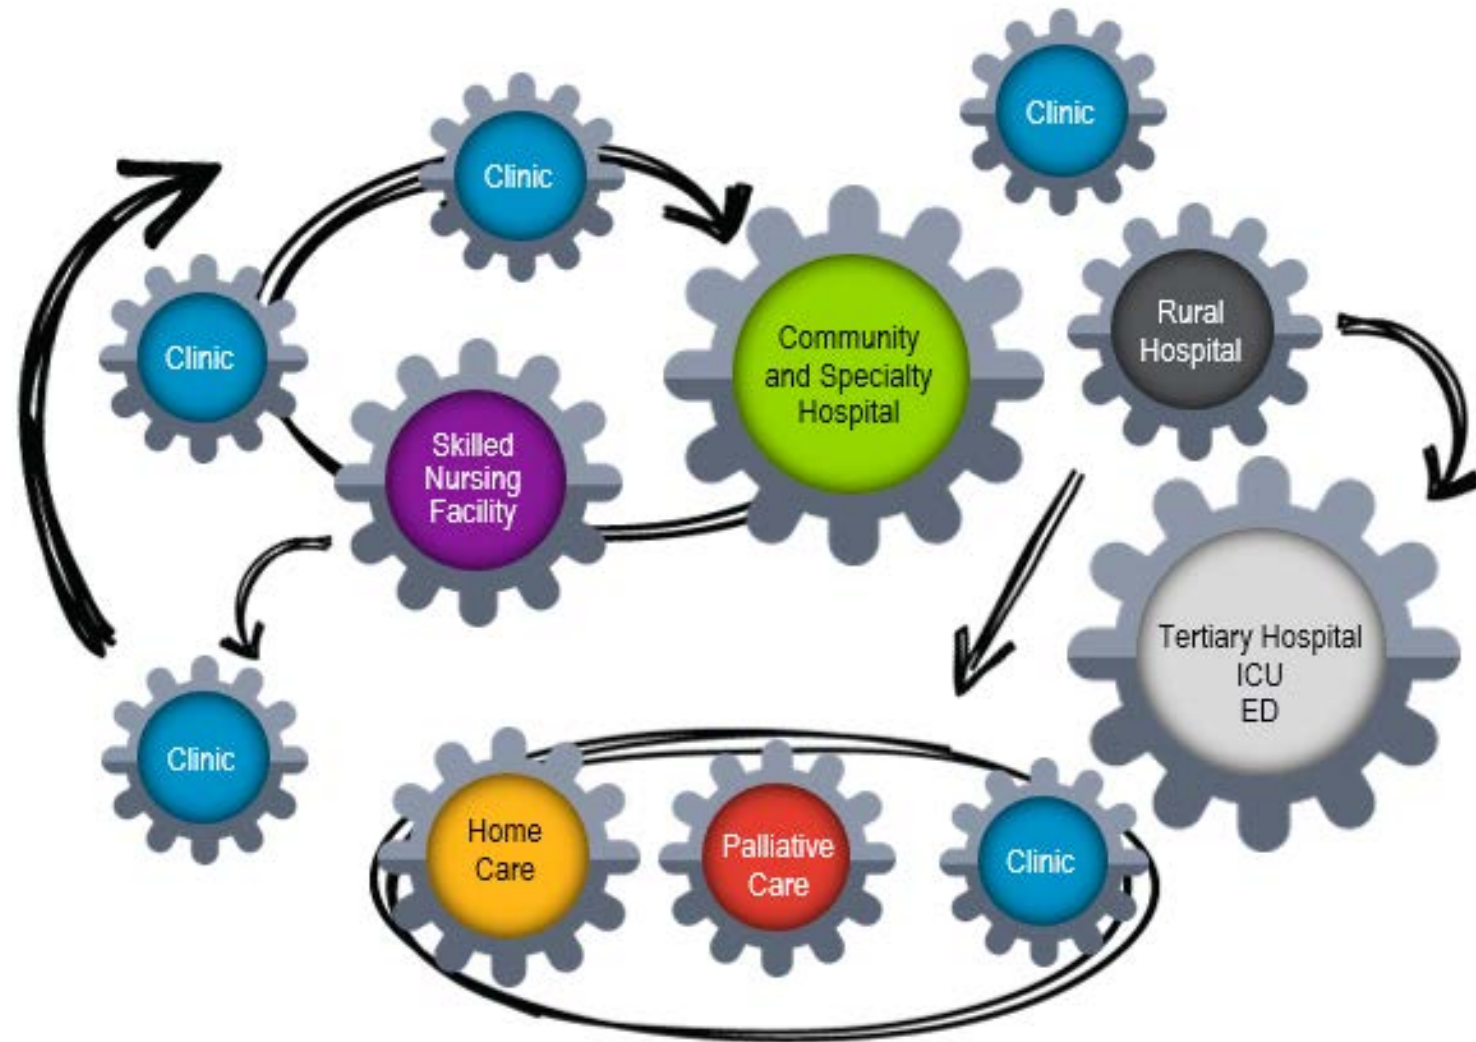 Clinic
Clinic
Rural
Hospital
Community
and Specialty
Hospital
Clinic
Skilled
Nursing
Facility
Tertiary Hospital
ICU
ED
Clinic
Home
Care
Palliative
Care
Clinic